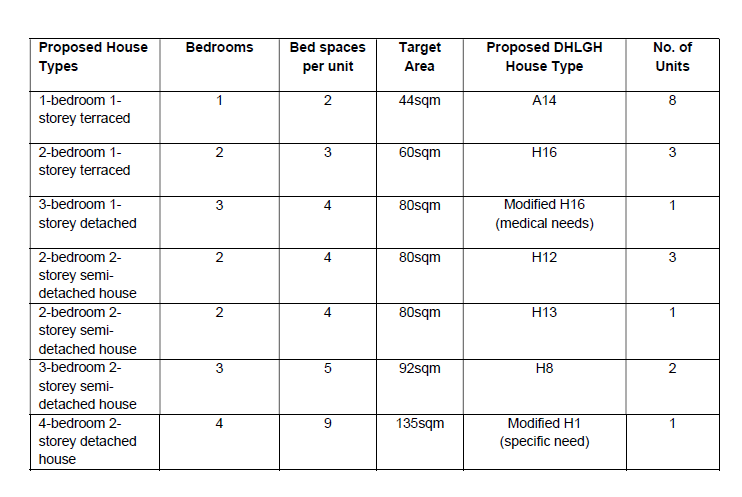 Proposed House Types Bedrooms Bed spaces per unit Target Area Proposed DHLGH House Type No. of Units
1-bedroom 1-storey terraced 1 2 44sqm A14 8
2-bedroom 1-storey terraced 2 3 60sqm H16 3
3-bedroom 1-storey detached 3 4 80sqm Modified H16 (medical needs) 1
2-bedroom 2-storey semi-detached house 2 4 80sqm H12 3
2-bedroom 2-storey semi-detached house 2 4 80sqm H13 1
3-bedroom 2-storey semi-detached house 3 5 92sqm H8 2
4-bedroom 2-storey detached house 4 9 135sqm Modified H1 (specific need) 1